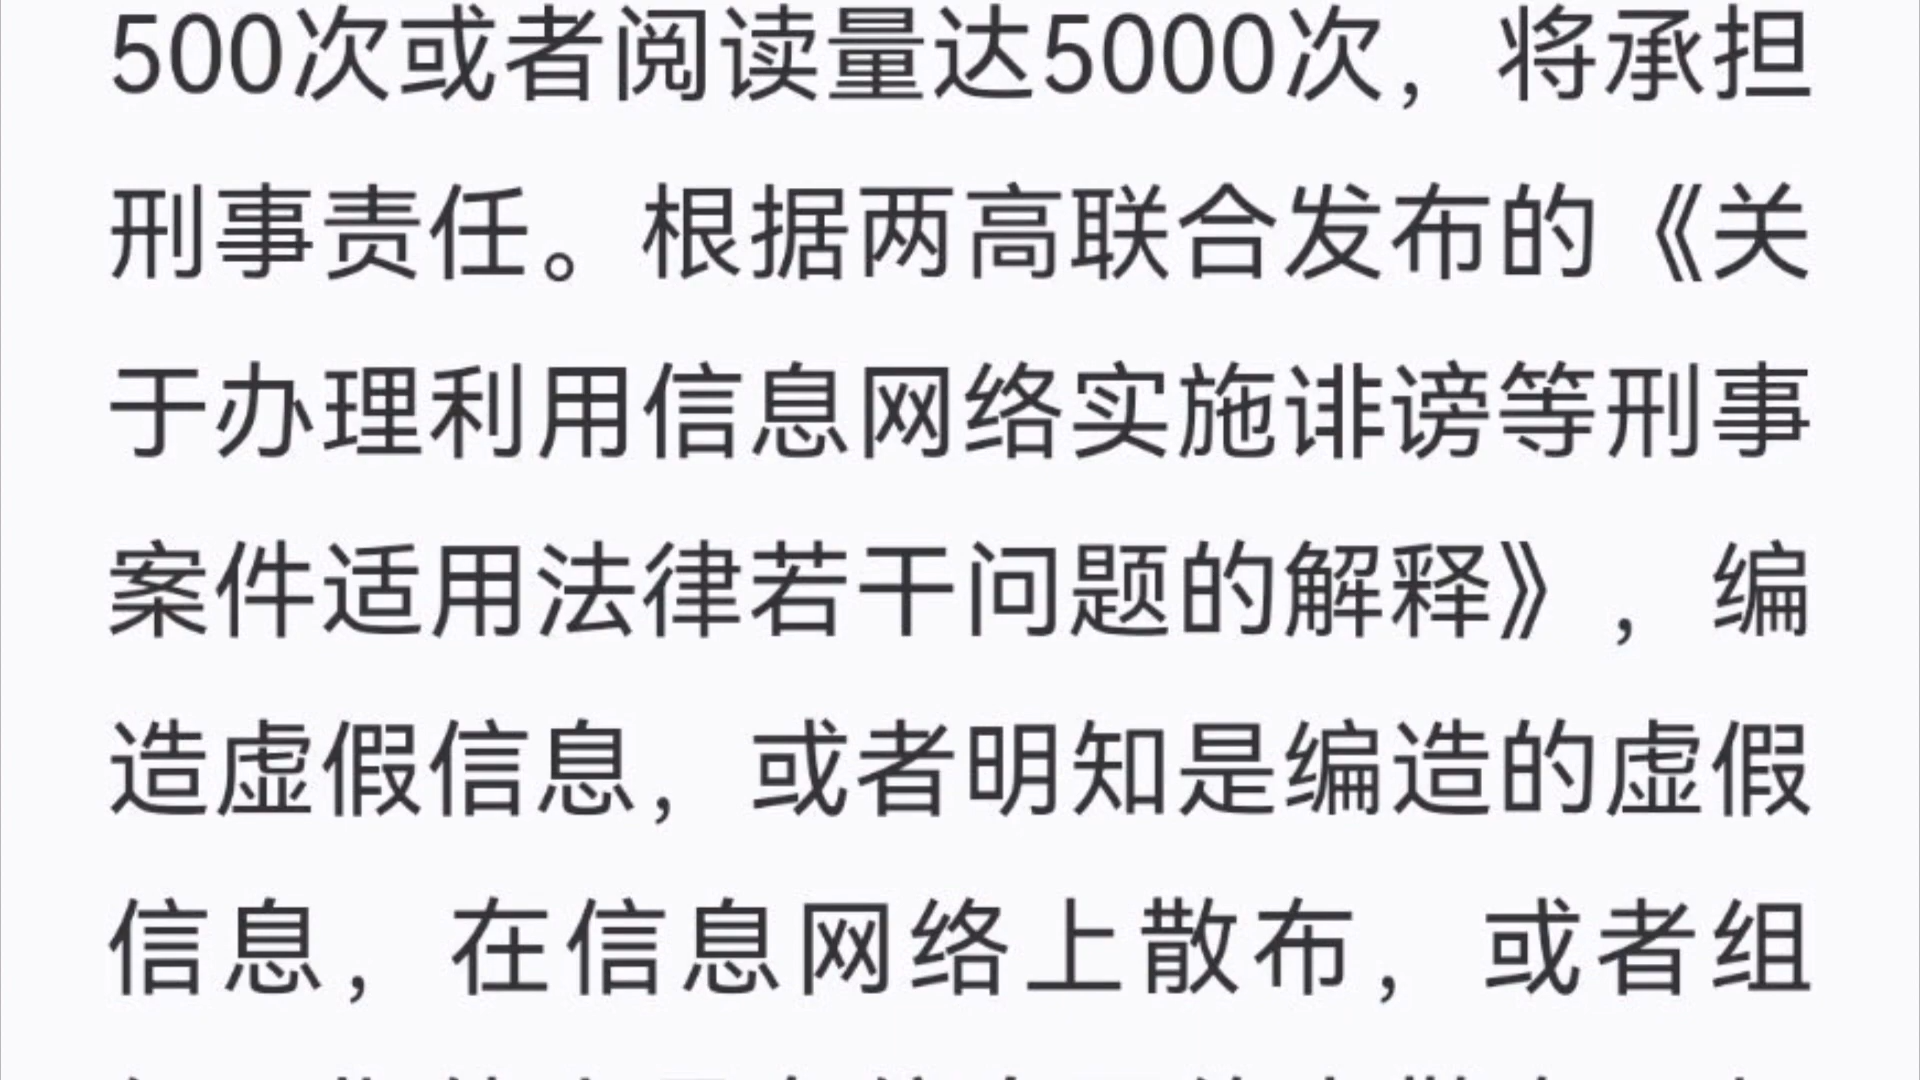 500次或者阅读量达5000次，将承担
刑事责任。根据两高联合发布的《关
于办理利用信息网络实施诽谤等刑事
案件适用法律若干问题的解释》，编
造虚假信息，或者明知是编造的虚假
信息，在信息网络上散布，或者组